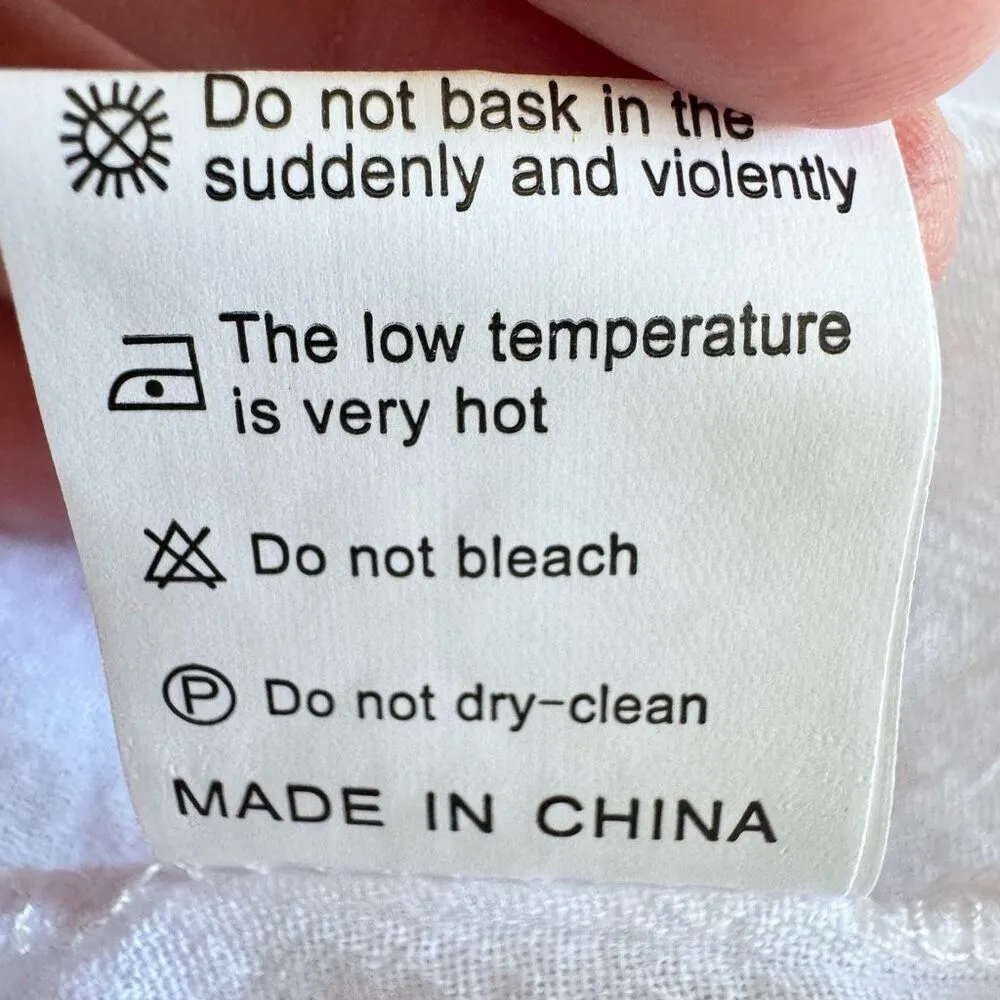 Do not bask in the
suddenly and violently
The low temperature
is very hot
Do not bleach
P Do not dry-clean
MADE IN CHINA